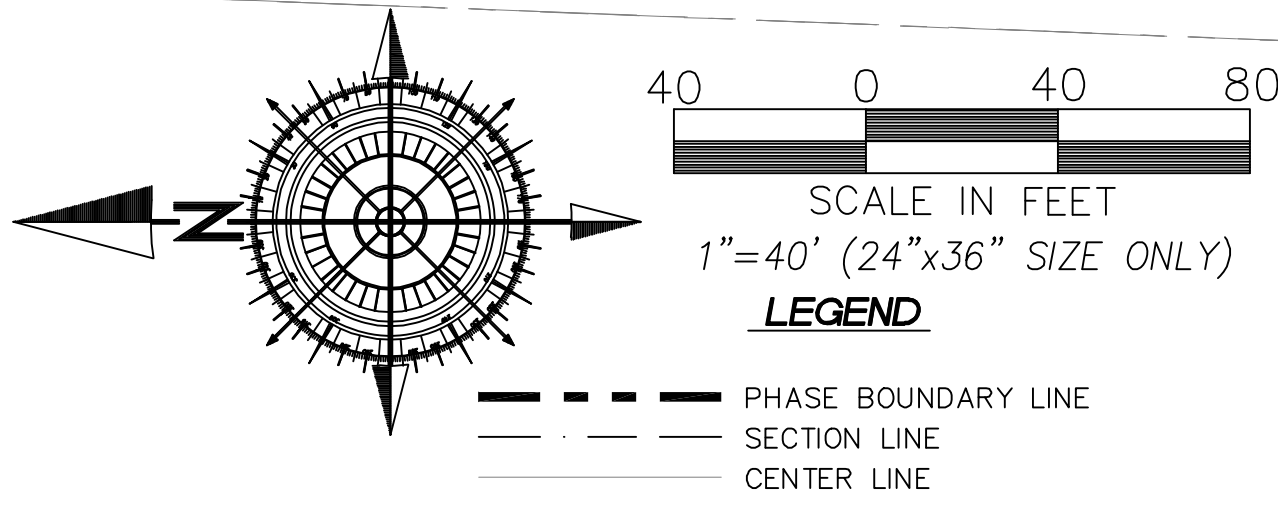 40 0 40 80
N
SCALE IN FEET
1"=40' (24"x36" SIZE ONLY)
LEGEND
PHASE BOUNDARY LINE
SECTION LINE
CENTER LINE